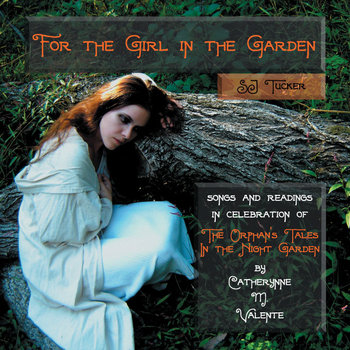 For the Girl in the Garden
SJ Tucker
songs and readings
in celebration of
The Orphan's Tales
In the Night Garden
by
Catherynne
M.
Valente